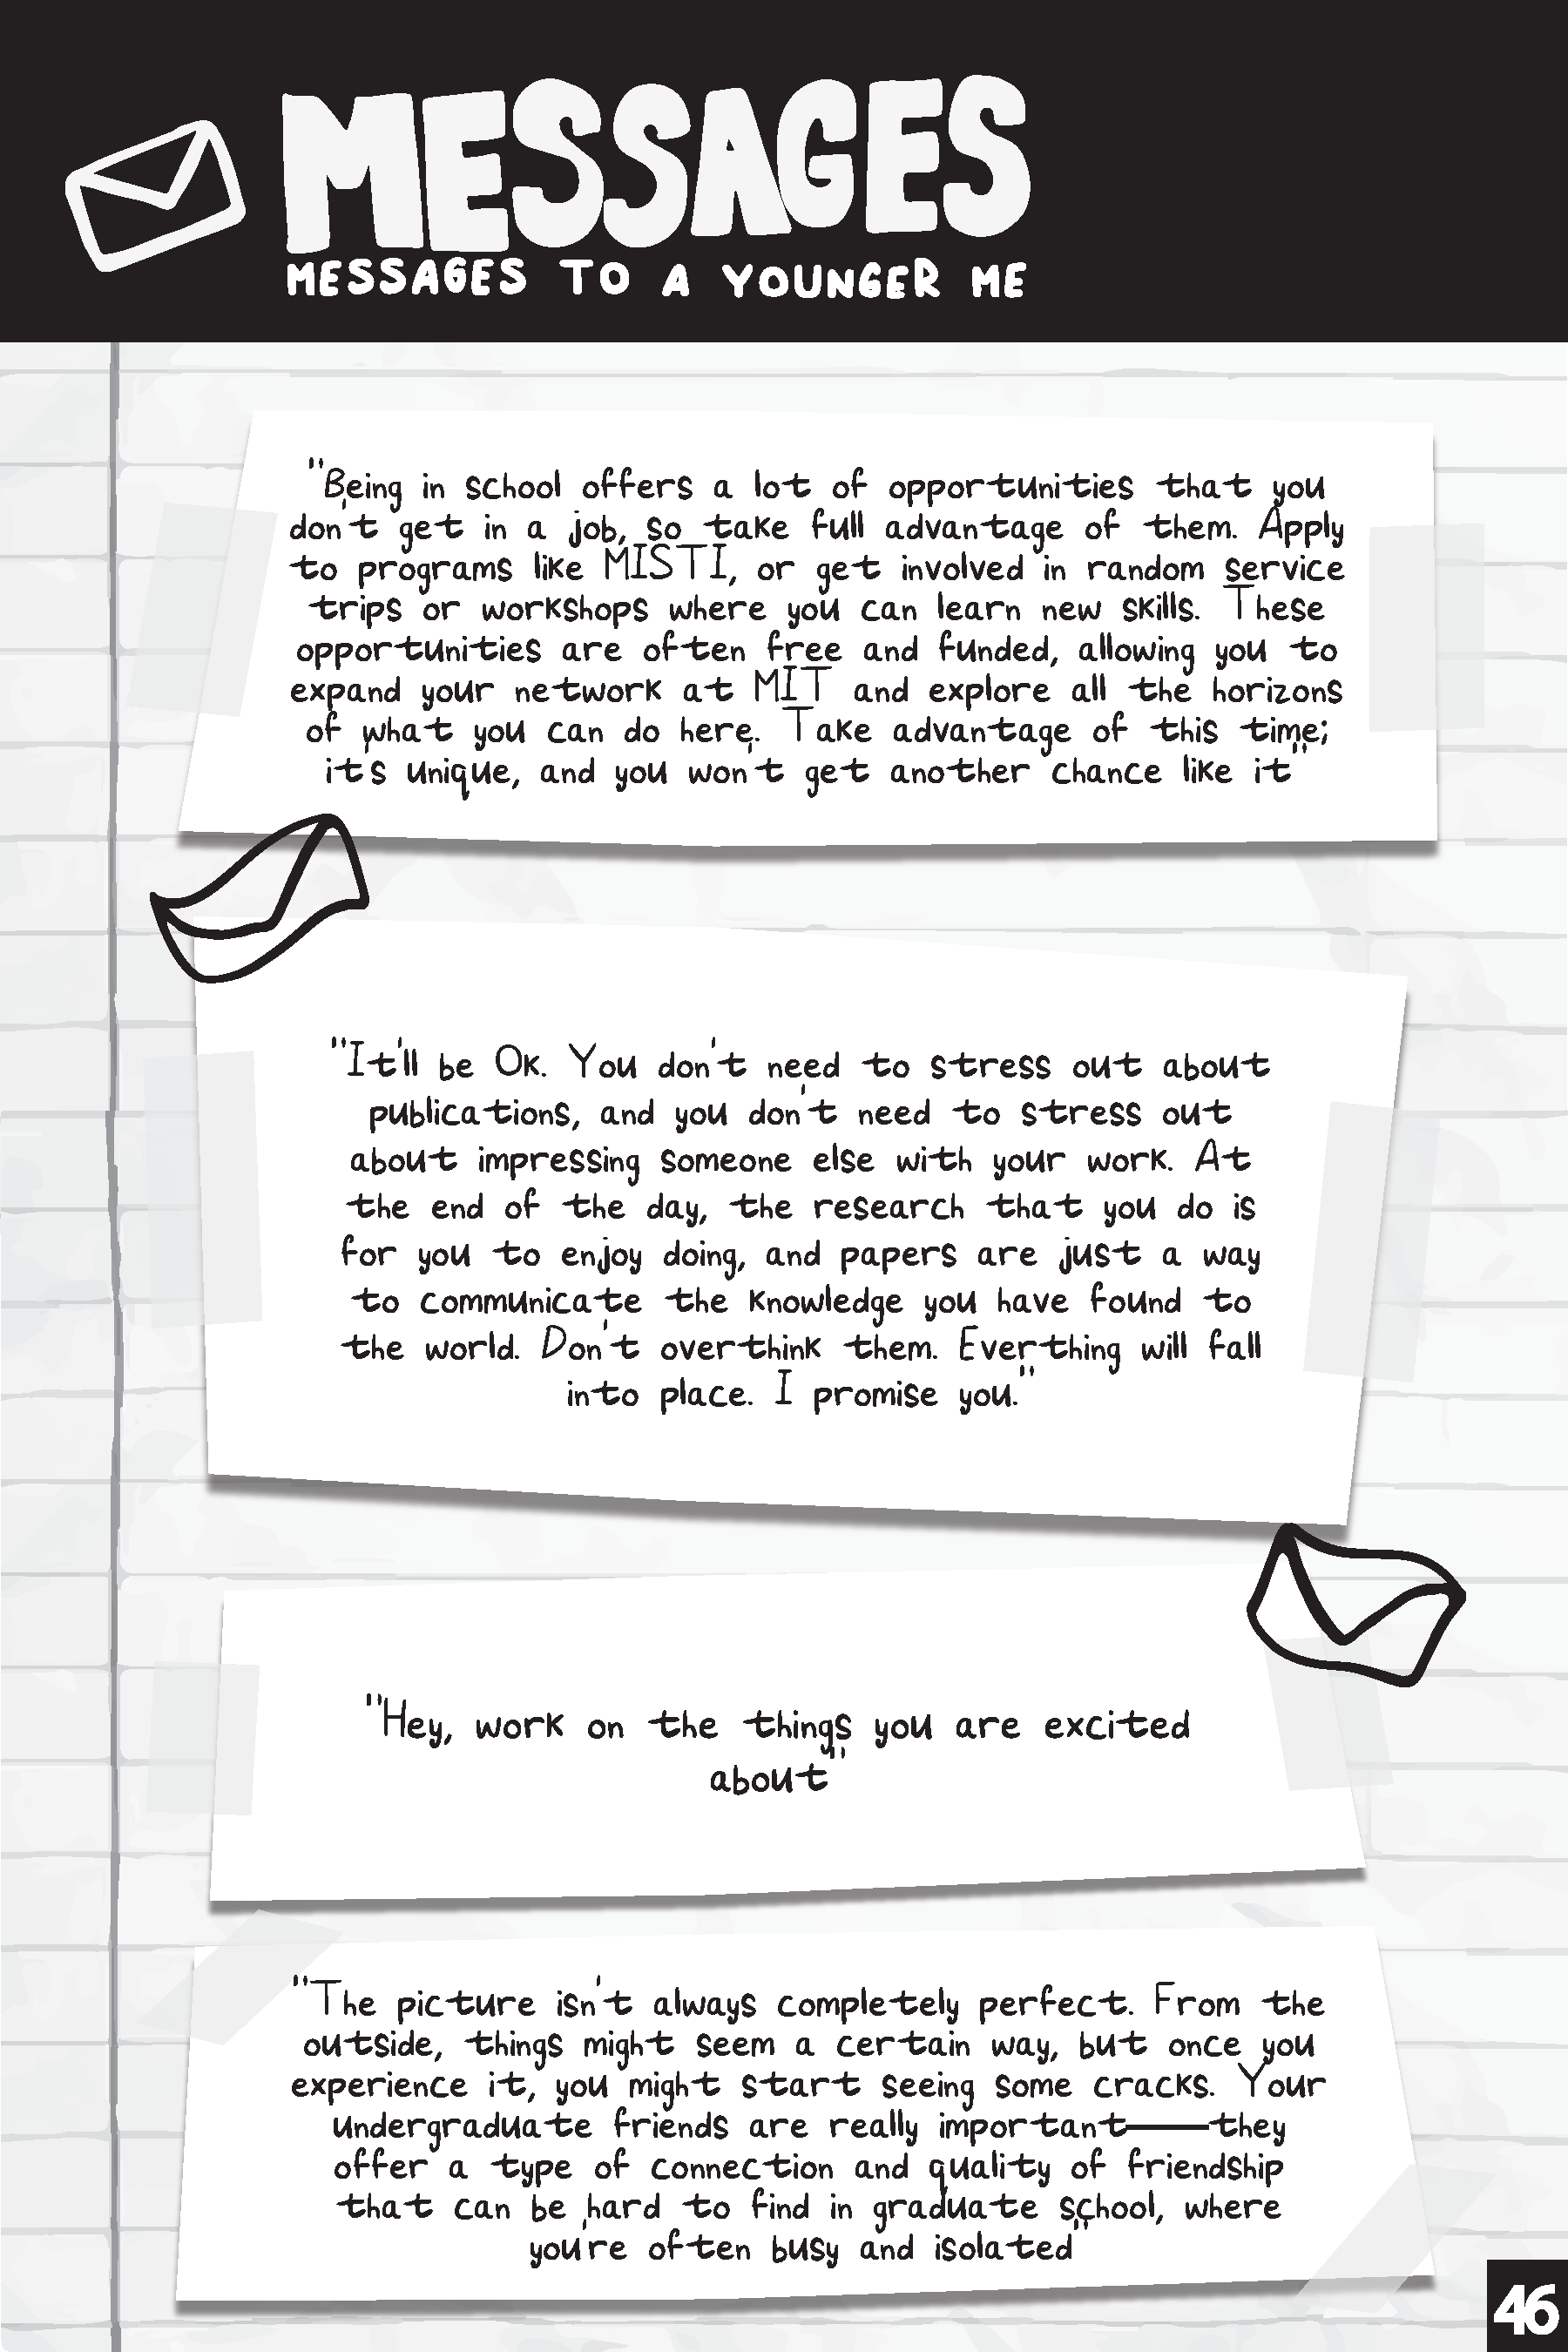 MESSAGES
MESSAGES TO A YOUNGER ME
"Being in school offers a lot of opportunities that you
don't get in a job, so take full advantage of them. Apply
to programs like MISTI, or get involved in random service
trips or workshops where you can learn new skills. These
opportunities are often free and funded, allowing you to
expand your network at MIT and explore all the horizons
of what you can do here. Take advantage of this time;
it's unique, and you won't get another chance like it"
"It'll be Ok. You don't need to stress out about
publications, and you don't need to stress out
about impressing someone else with your work. At
the end of the day, the research that you do is
for you to enjoy doing, and papers are just a way
to communicate the knowledge you have found to
the world. Don't overthink them. Everthing will fall
into place. I promise you."
"Hey, work on the things you are excited
about"
"The picture isn't always completely perfect. From the
outside, things might seem a certain way, but once you
experience it, you might start seeing some cracks. Your
undergraduate friends are really important——they
offer a type of connection and quality of friendship
that can be hard to find in graduate school, where
you're often busy and isolated"
46